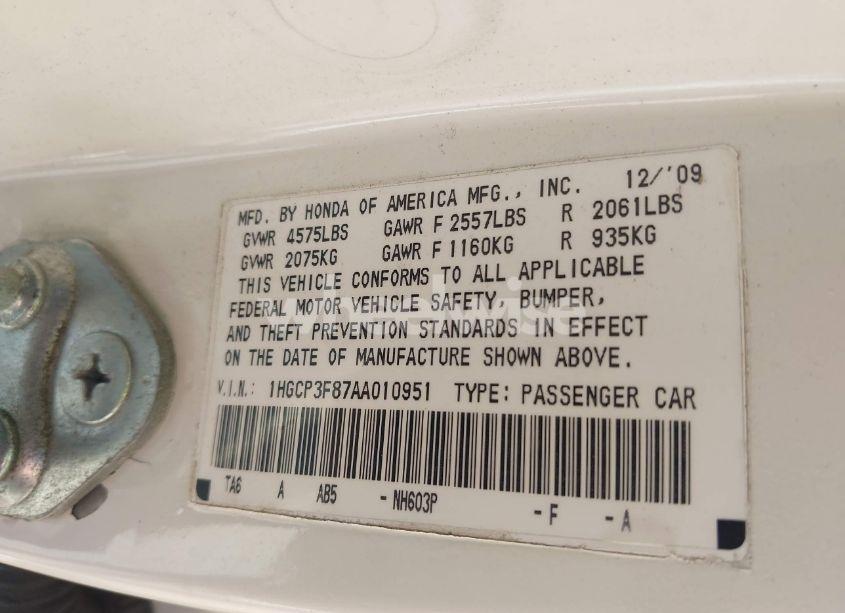 MFD. BY HONDA OF AMERICA MFG., INC. 12/'09
GVWR 4575LBS GAWR F 2557LBS R 2061LBS
GVWR 2075KG GAWR F 1160KG R 935KG
THIS VEHICLE CONFORMS TO ALL APPLICABLE
FEDERAL MOTOR VEHICLE SAFETY, BUMPER,
AND THEFT PREVENTION STANDARDS IN EFFECT
ON THE DATE OF MANUFACTURE SHOWN ABOVE.
V.I.N.: 1HGCP3F87AA010951 TYPE: PASSENGER CAR
TA6 A AB5 - NH603P - F - A